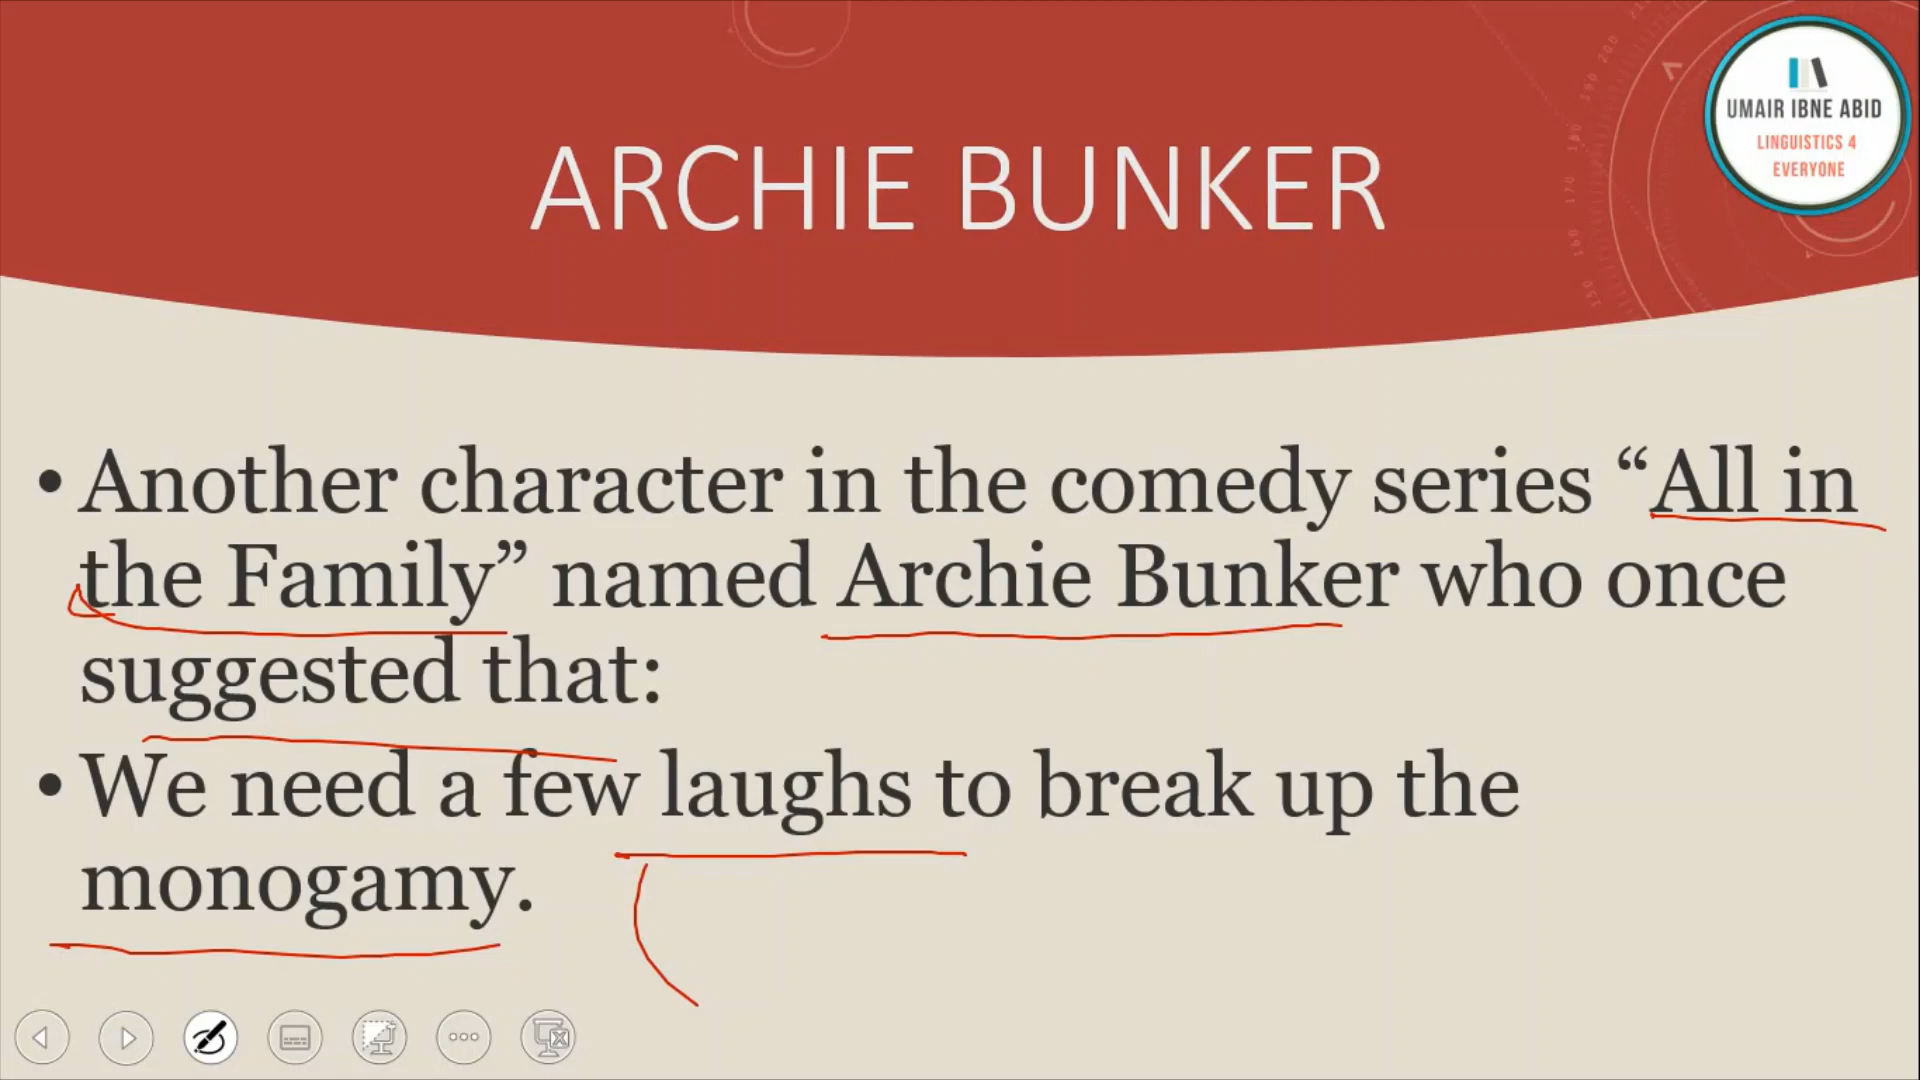 UMAIR IBNE ABID
LINGUISTICS 4
EVERYONE
ARCHIE BUNKER
• Another character in the comedy series “All in
the Family” named Archie Bunker who once
suggested that:
• We need a few laughs to break up the
monogamy.